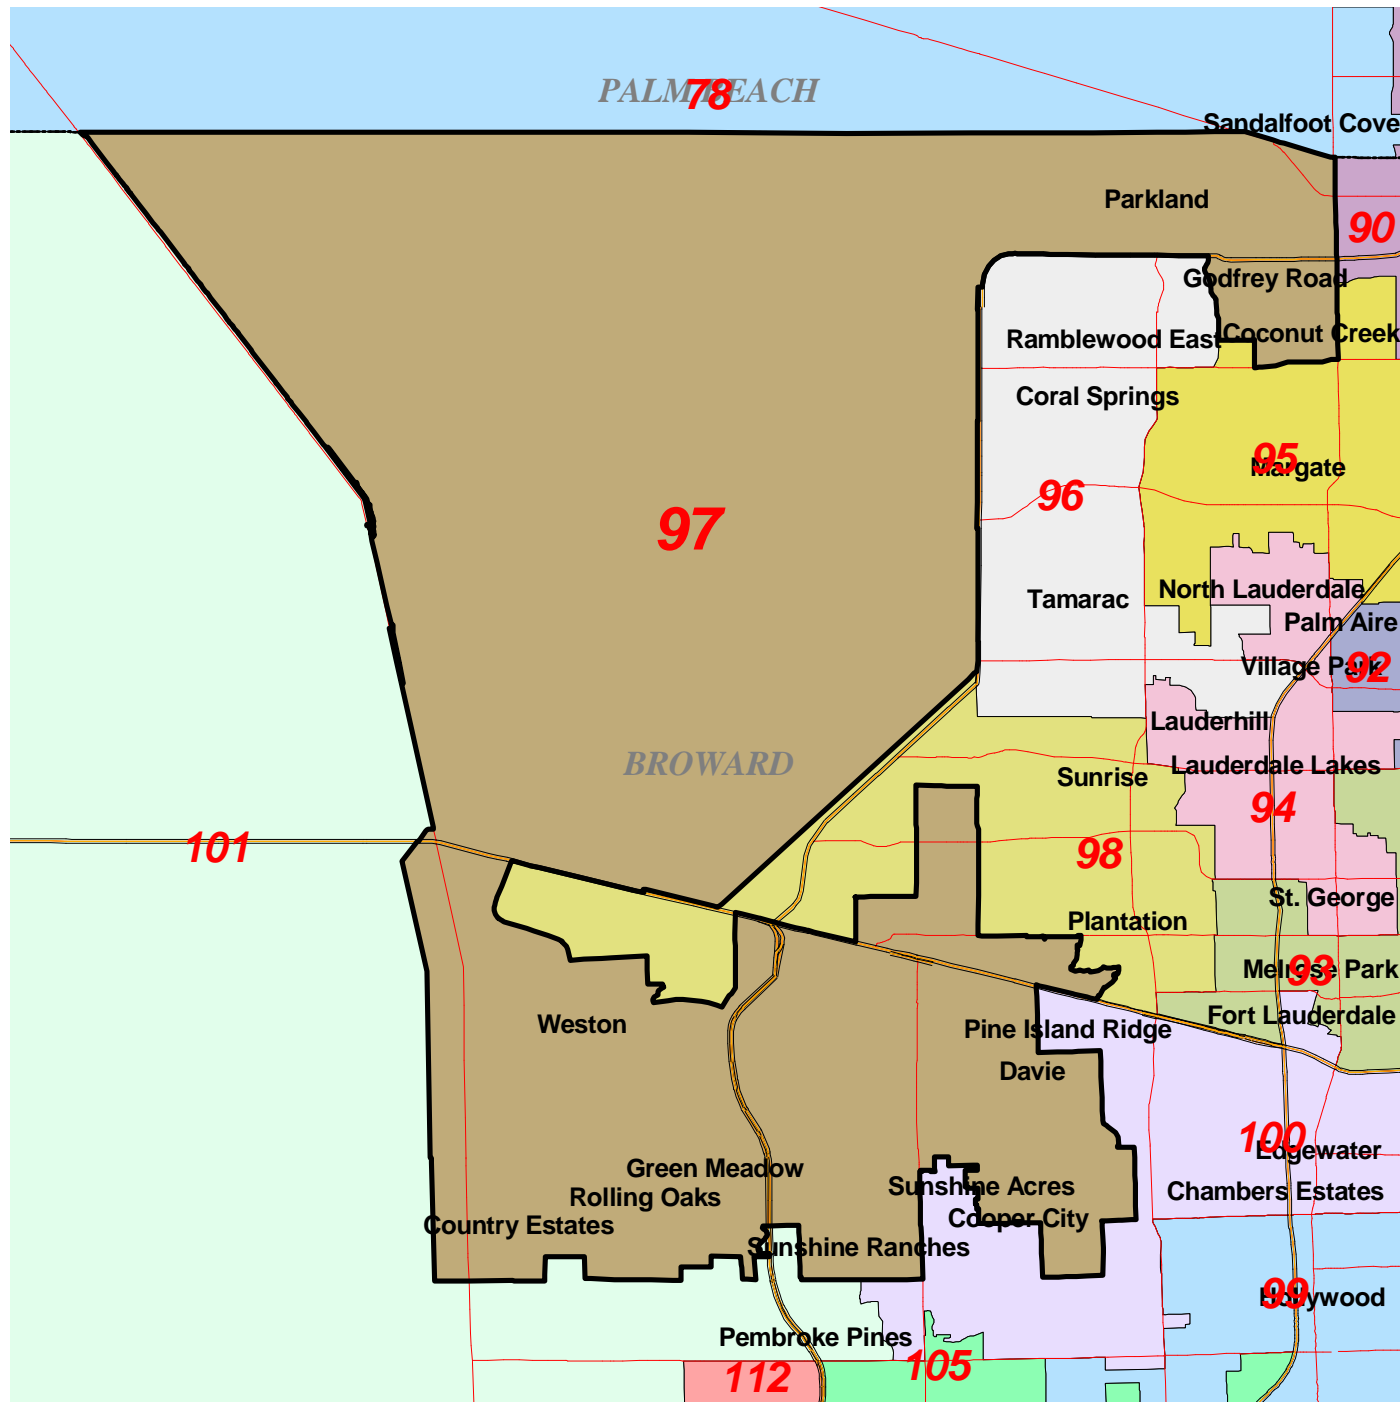 PALM BEACH
78
Sandalfoot Cove
Parkland
90
Godfrey Road
Ramblewood East
Coconut Creek
Coral Springs
95
Margate
96
97
North Lauderdale
Tamarac
Palm Aire
Village Park
92
Lauderhill
BROWARD
Lauderdale Lakes
Sunrise
94
101
98
St. George
Plantation
Melrose Park
93
Fort Lauderdale
Weston
Pine Island Ridge
Davie
100
Edgewater
Green Meadow
Sunshine Acres
Chambers Estates
Rolling Oaks
Cooper City
Country Estates
Sunshine Ranches
99
Hollywood
Pembroke Pines
105
112